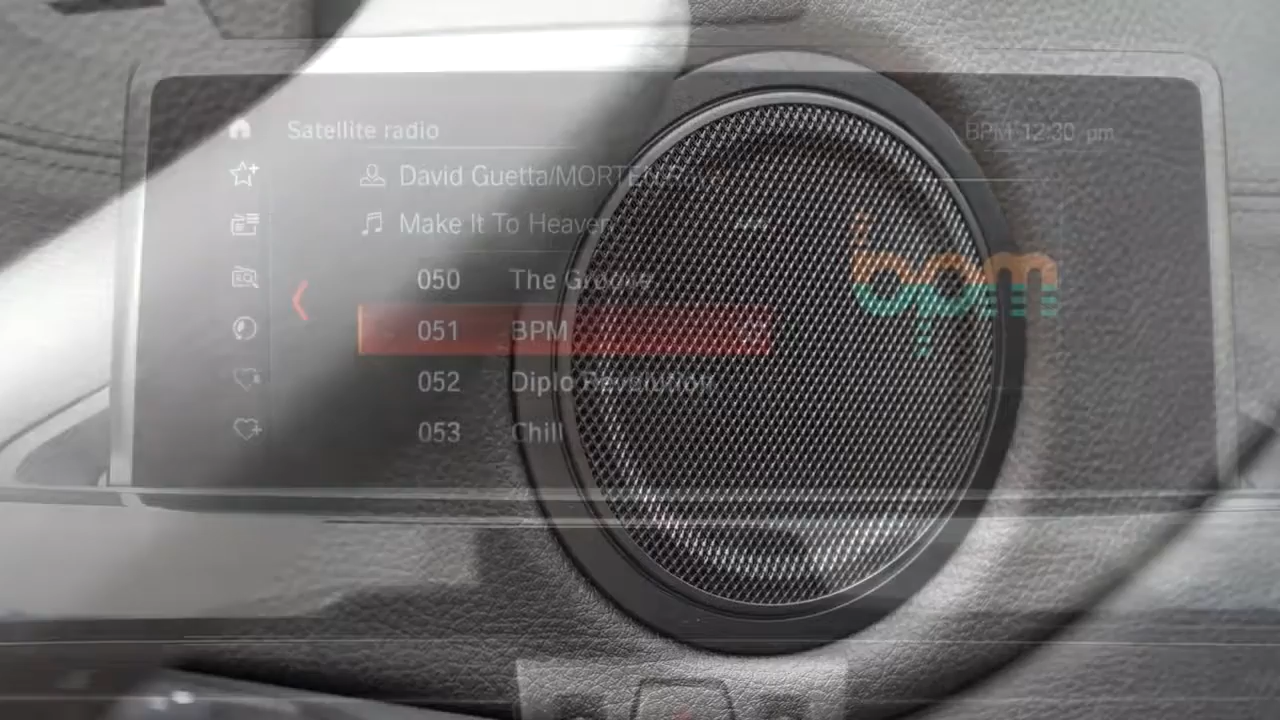 Satellite radio
BPM 12:30 pm
David Guetta/MORTEN
Make It To Heaven
050 The Groove
051 BPM
052 Diplo Revolution
053 Chill
bpm